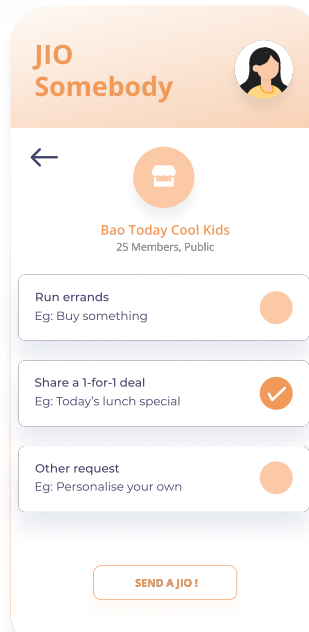 JIO
Somebody
Bao Today Cool Kids
25 Members, Public
Run errands
Eg: Buy something
Share a 1-for-1 deal
Eg: Today's lunch special
Other request
Eg: Personalise your own
SEND A JIO !